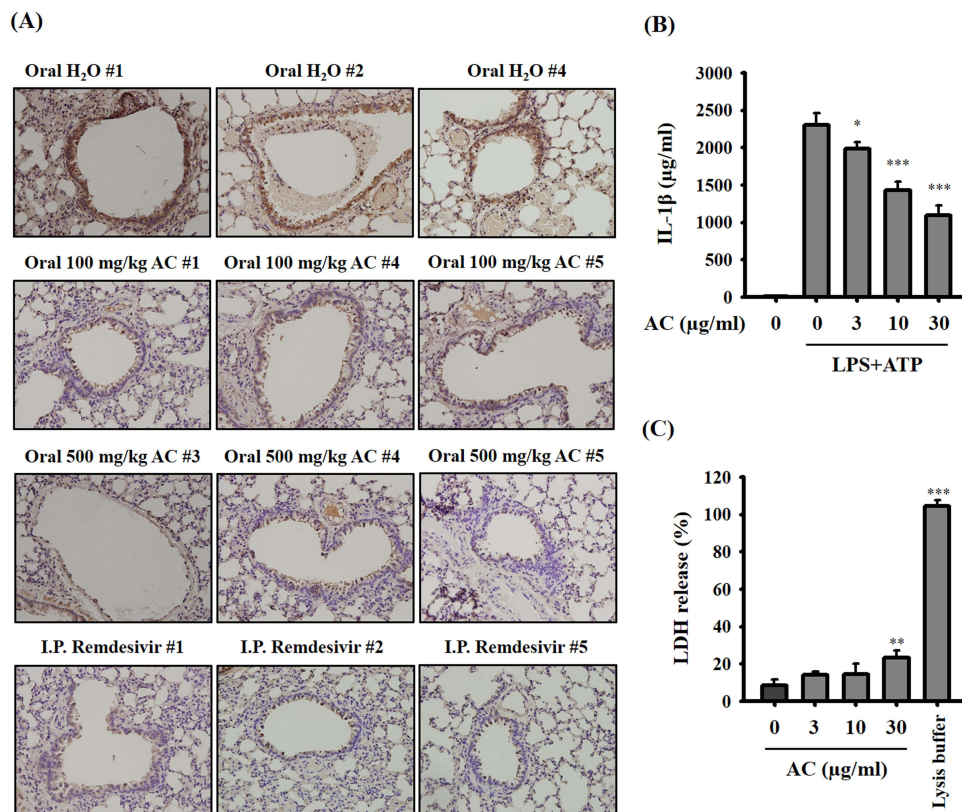 (A)
Oral H₂O #1 Oral H₂O #2 Oral H₂O #4
Oral 100 mg/kg AC #1 Oral 100 mg/kg AC #4 Oral 100 mg/kg AC #5
Oral 500 mg/kg AC #3 Oral 500 mg/kg AC #4 Oral 500 mg/kg AC #5
I.P. Remdesivir #1 I.P. Remdesivir #2 I.P. Remdesivir #5
(B)
IL-1β (μg/ml)
3000
2500
2000
1500
1000
500
0
*
***
***
AC (μg/ml) 0 0 3 10 30
LPS+ATP
(C)
LDH release (%)
120
100
80
60
40
20
0
**
***
0 3 10 30 Lysis buffer
AC (μg/ml)